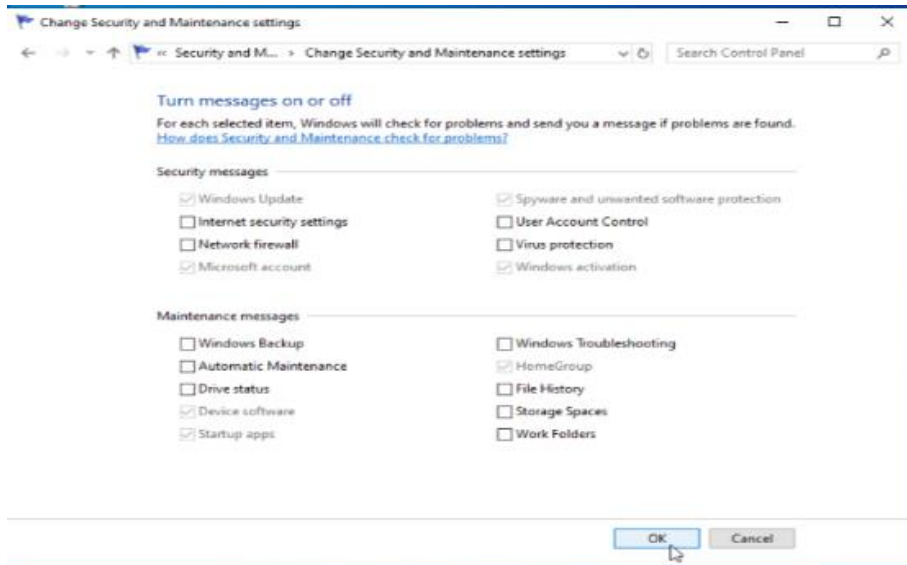 Change Security and Maintenance settings
« Security and M... › Change Security and Maintenance settings Search Control Panel
Turn messages on or off
For each selected item, Windows will check for problems and send you a message if problems are found.
How does Security and Maintenance check for problems?
Security messages
Windows Update Spyware and unwanted software protection
Internet security settings User Account Control
Network firewall Virus protection
Microsoft account Windows activation
Maintenance messages
Windows Backup Windows Troubleshooting
Automatic Maintenance HomeGroup
Drive status File History
Device software Storage Spaces
Startup apps Work Folders
OK Cancel